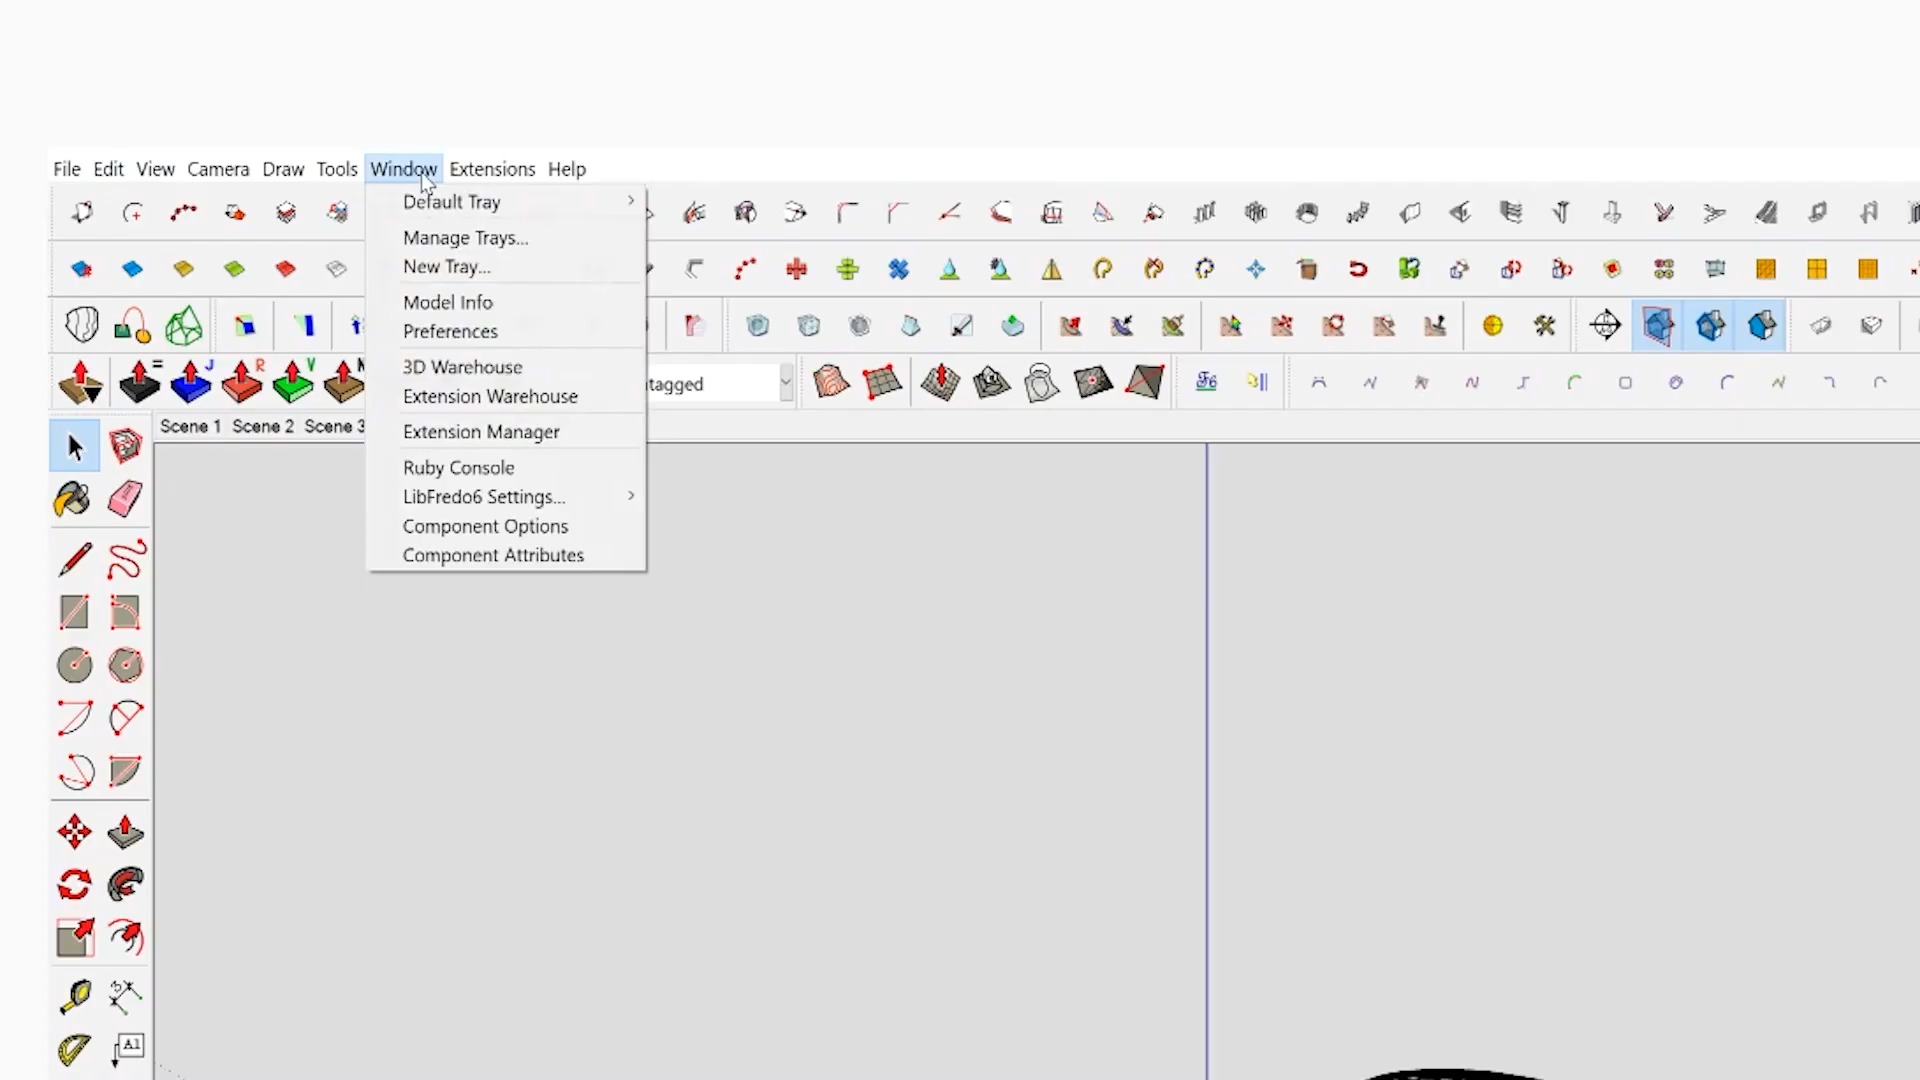 File Edit View Camera Draw Tools Window Extensions Help
Default Tray
Manage Trays...
New Tray...
Model Info
Preferences
3D Warehouse
Extension Warehouse
Extension Manager
Ruby Console
LibFredo6 Settings...
Component Options
Component Attributes
= J R V N
tagged
Scene 1 Scene 2 Scene 3
A1